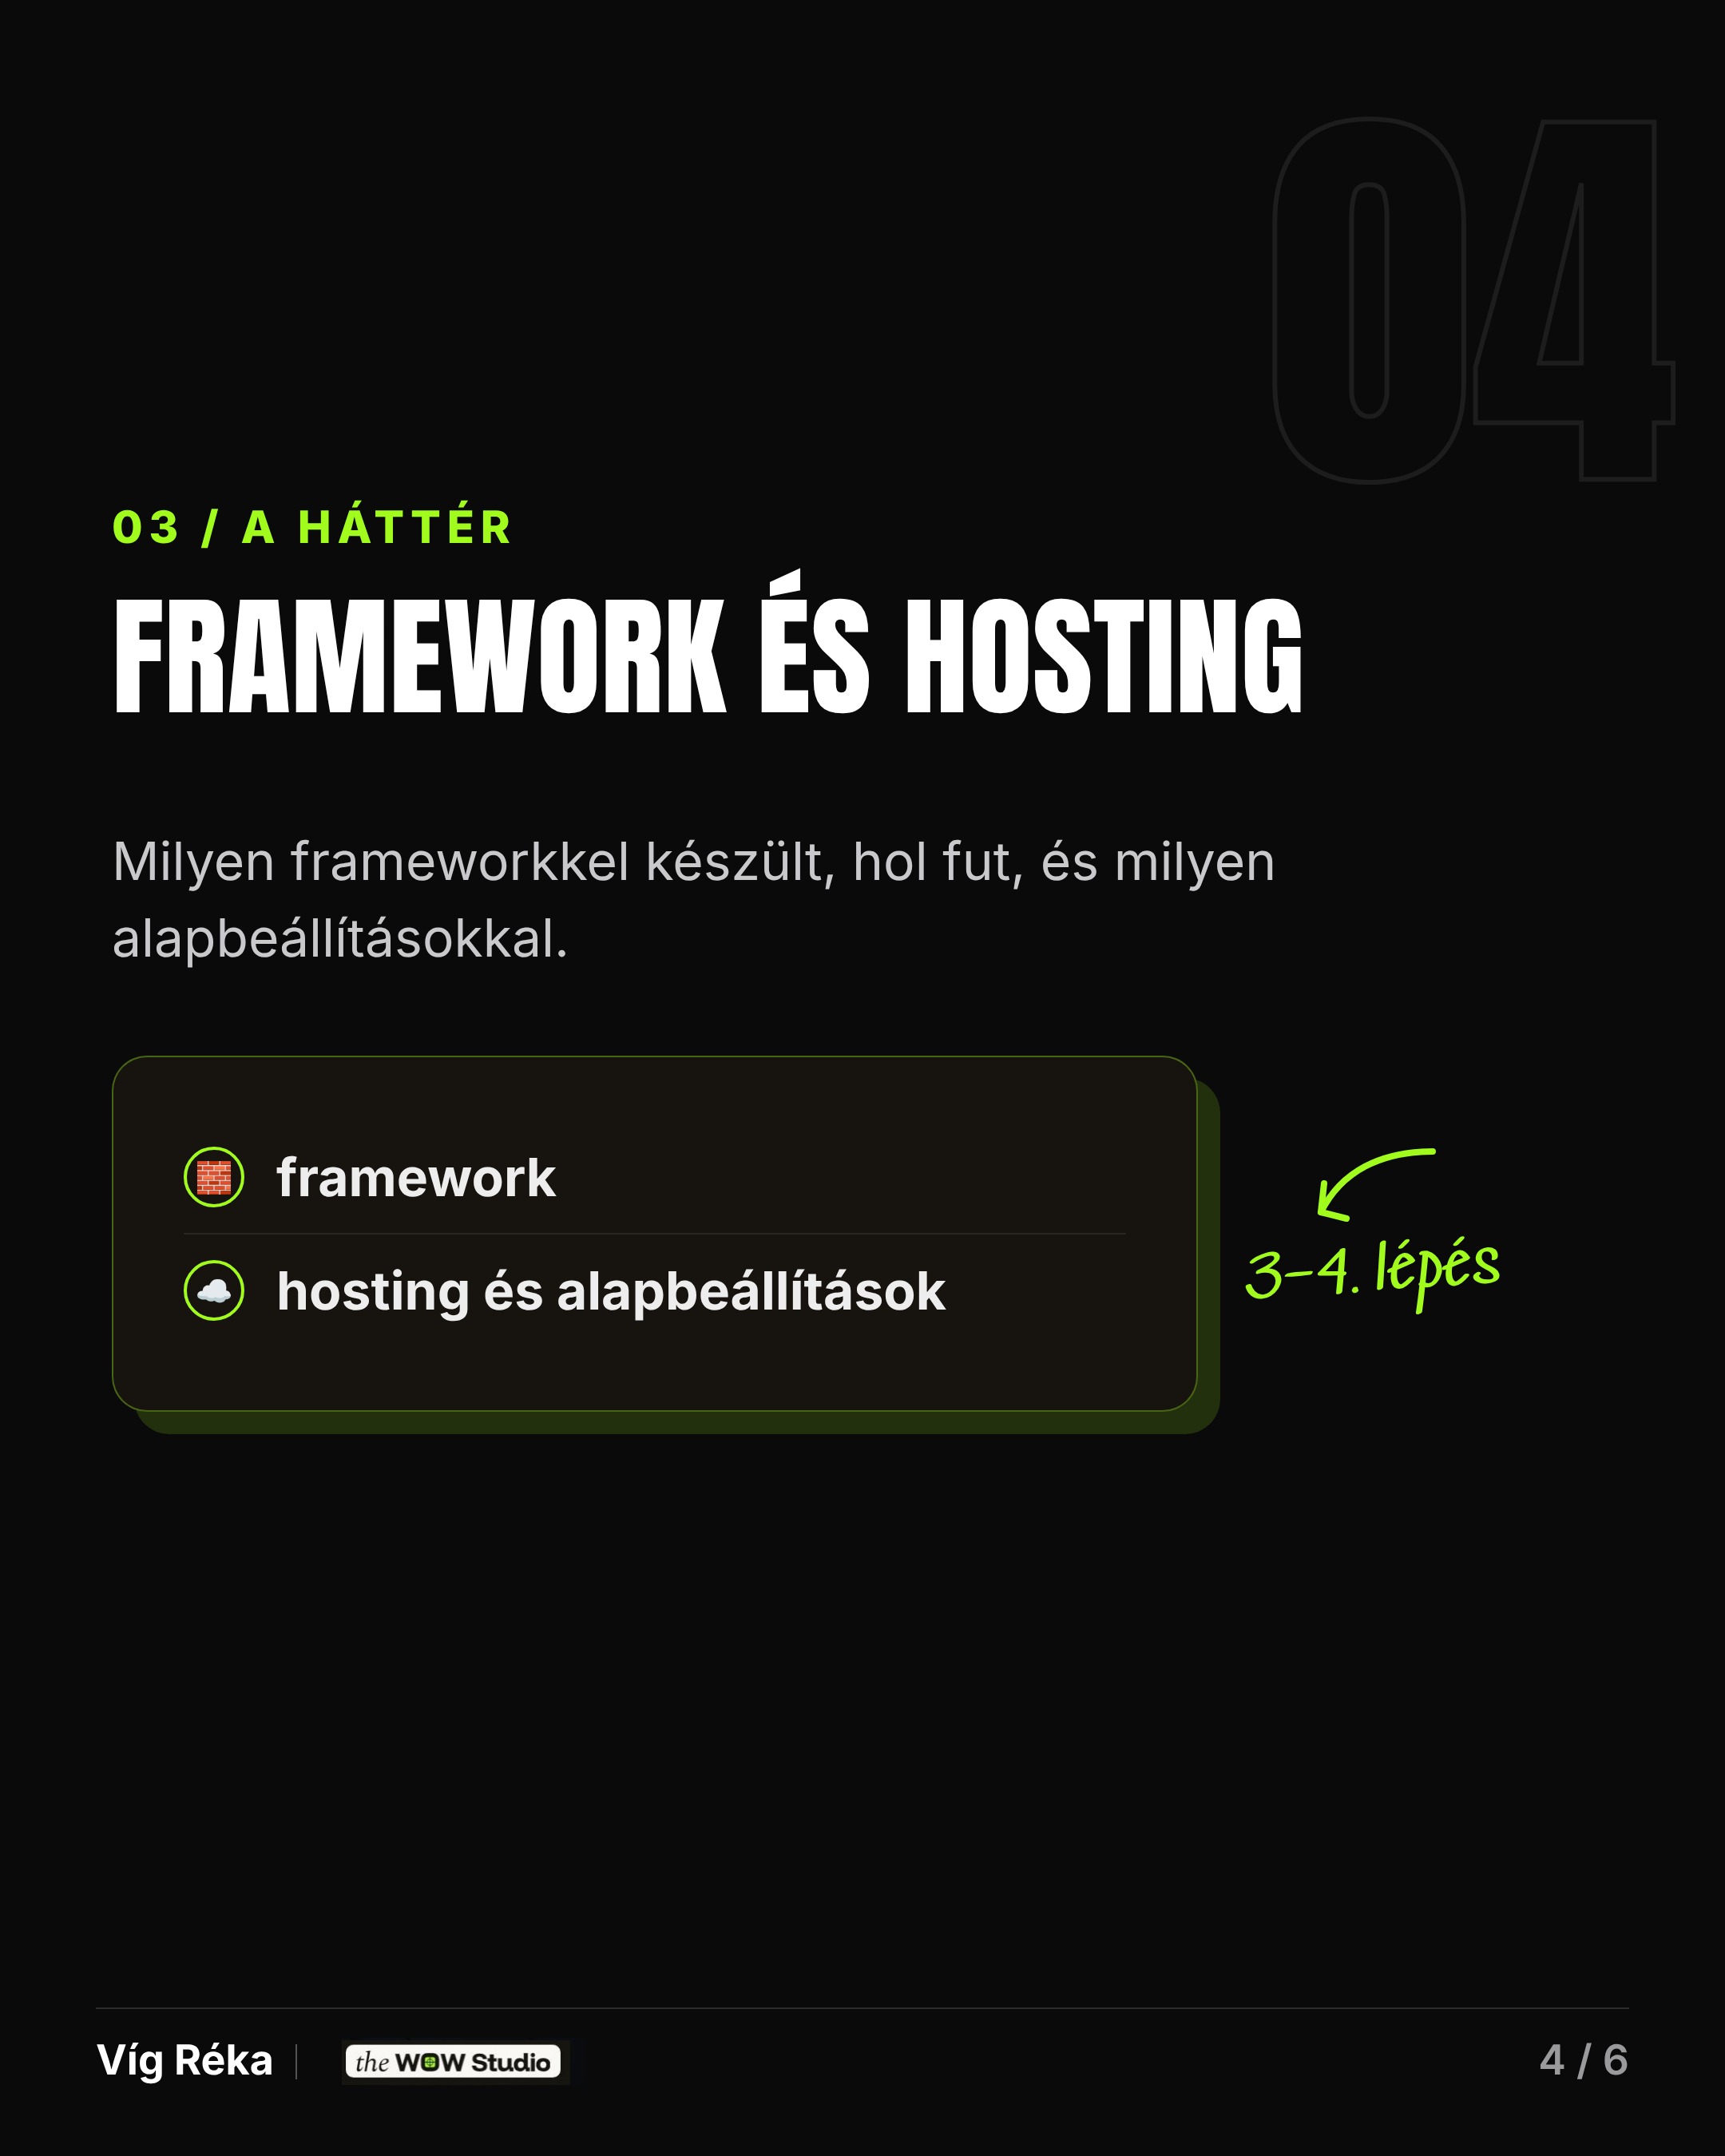 04
03 / A HÁTTÉR
FRAMEWORK ÉS HOSTING
Milyen frameworkkel készült, hol fut, és milyen
alapbeállításokkal.
framework
hosting és alapbeállítások
3-4. lépés
Víg Réka
the WOW Studio
4 / 6